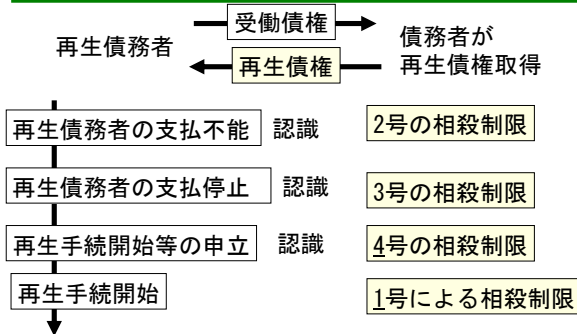 受働債権
再生債務者
再生債権
債務者が
再生債権取得
再生債務者の支払不能 認識 2号の相殺制限
再生債務者の支払停止 認識 3号の相殺制限
再生手続開始等の申立 認識 4号の相殺制限
再生手続開始 1号による相殺制限